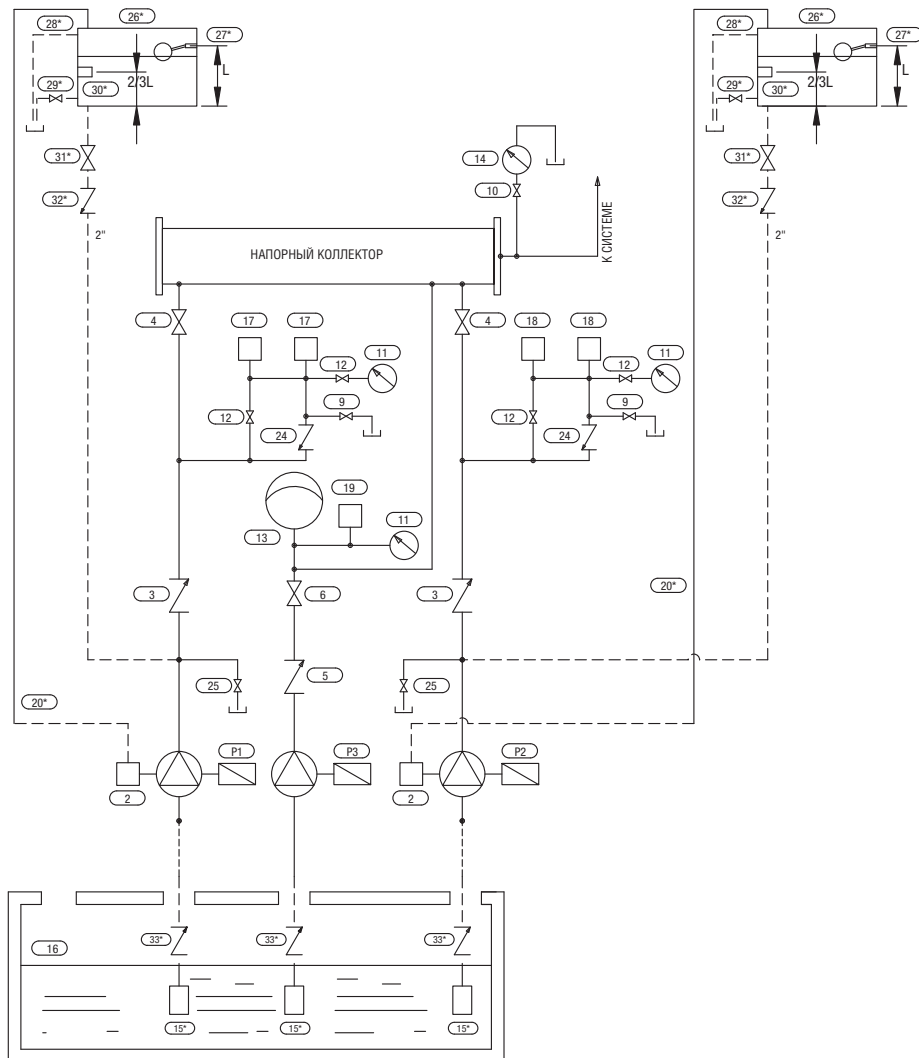 28* 26* 27* 28* 26* 27*
L L
29* 30* 2/3L 29* 30* 2/3L
31* 14 31*
32* 10 32*
2" К СИСТЕМЕ 2"
НАПОРНЫЙ КОЛЛЕКТОР
4 17 17 4 18 18
12 11 12 11
12 9 12 9
24 24
19
13 11
3 6 3 20*
5
20* 25 25
P1 P3 P2
2 2
16 33* 33* 33*
15* 15* 15*